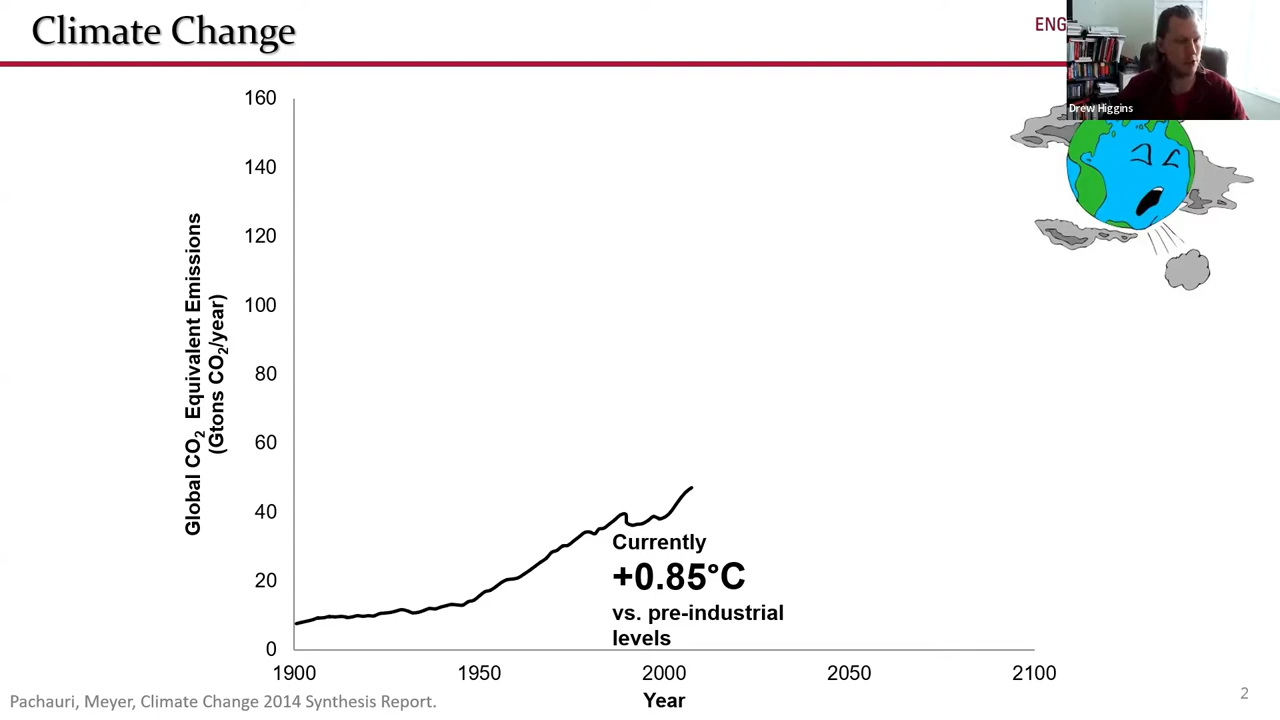 Climate Change
ENG
Drew Higgins
160
140
120
100
80
60
40
20
0
Global CO2 Equivalent Emissions
(Gtons CO2/year)
Currently
+0.85°C
vs. pre-industrial
levels
1900 1950 2000 2050 2100
Year
Pachauri, Meyer, Climate Change 2014 Synthesis Report.
2